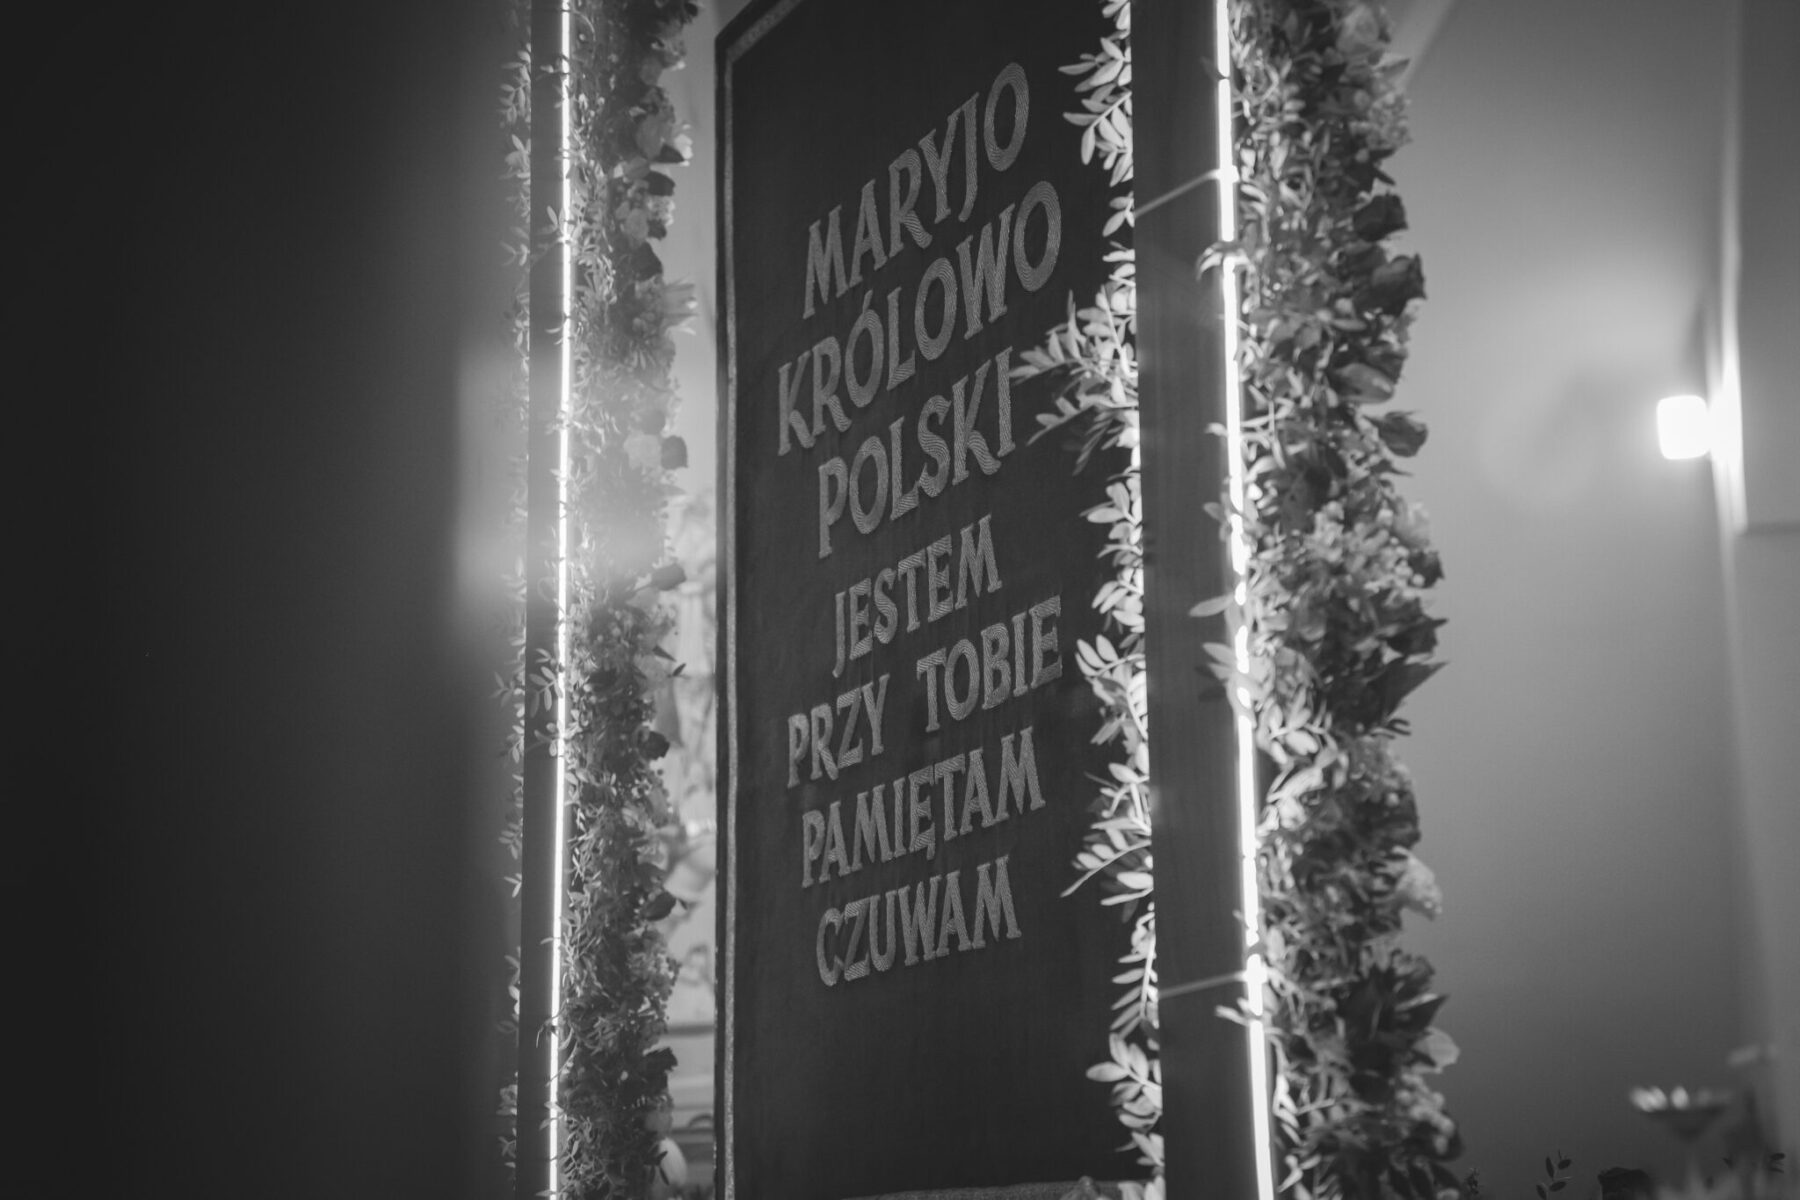 MARYJO
KRÓLOWO
POLSKI
JESTEM
PRZY TOBIE
PAMIĘTAM
CZUWAM